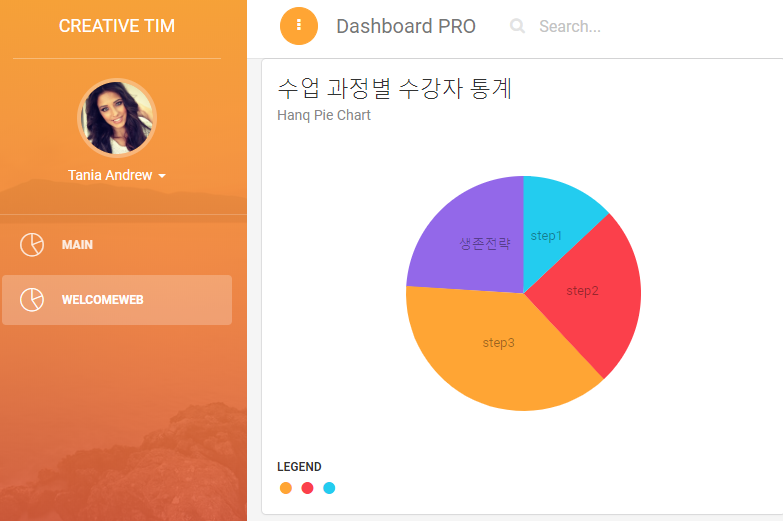 CREATIVE TIM
Dashboard PRO
Search...
Tania Andrew
MAIN
WELCOMEWEB
수업 과정별 수강자 통계
Hanq Pie Chart
생존전략
step1
step2
step3
LEGEND